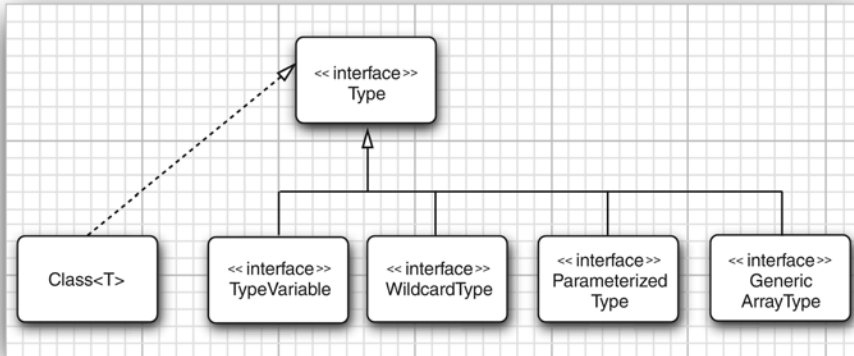 << interface >>
Type
Class<T>
<< interface >>
TypeVariable
<< interface >>
WildcardType
<< interface >>
Parameterized
Type
<< interface >>
Generic
ArrayType